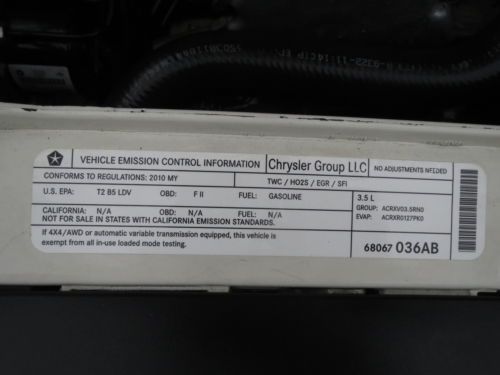 VEHICLE EMISSION CONTROL INFORMATION Chrysler Group LLC NO ADJUSTMENTS NEEDED
CONFORMS TO REGULATIONS: 2010 MY TWC / HO2S / EGR / SFI
U.S. EPA: T2 B5 LDV OBD: F II FUEL: GASOLINE 3.5 L
GROUP: ACRXV03.5RN0
CALIFORNIA: N/A OBD: N/A FUEL: N/A EVAP: ACRXR0127PK0
NOT FOR SALE IN STATES WITH CALIFORNIA EMISSION STANDARDS.
If 4X4/AWD or automatic variable transmission equipped, this vehicle is
exempt from all in-use loaded mode testing.
68067 036AB